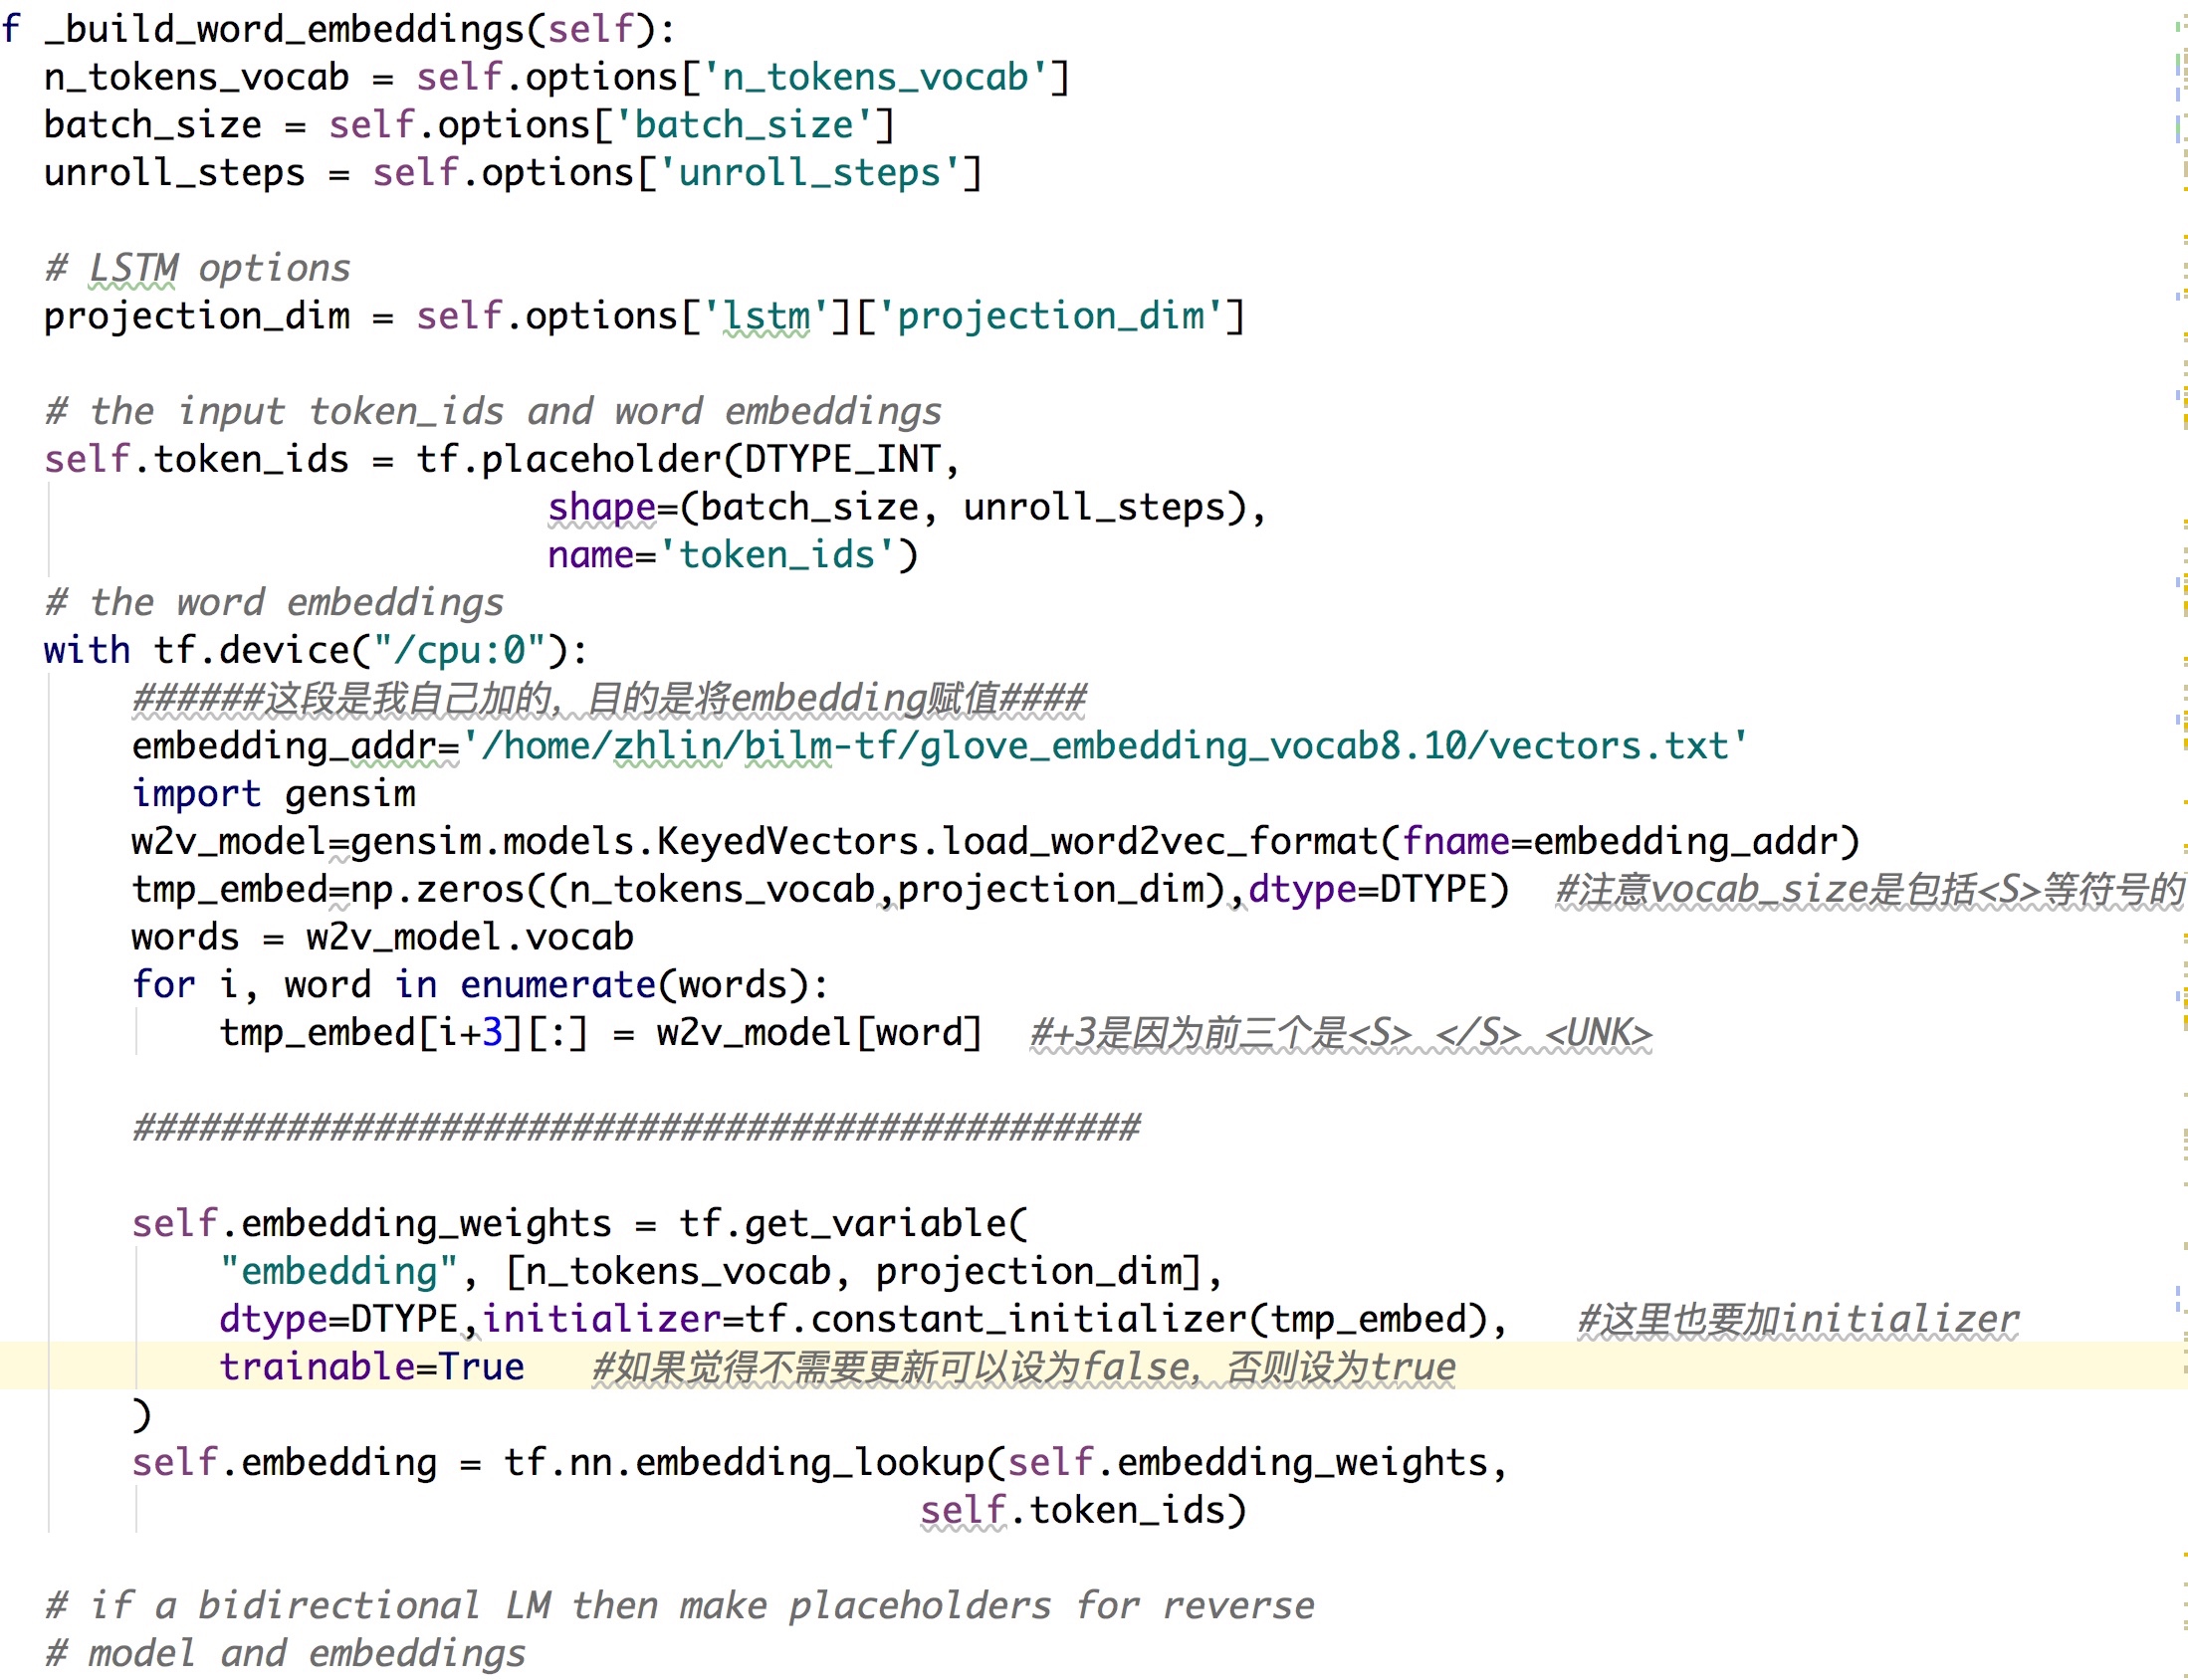 f _build_word_embeddings(self):
n_tokens_vocab = self.options['n_tokens_vocab']
batch_size = self.options['batch_size']
unroll_steps = self.options['unroll_steps']
# LSTM options
projection_dim = self.options['lstm']['projection_dim']
# the input token_ids and word embeddings
self.token_ids = tf.placeholder(DTYPE_INT,
shape=(batch_size, unroll_steps),
name='token_ids')
# the word embeddings
with tf.device("/cpu:0"):
######这段是我自己加的，目的是将embedding赋值####
embedding_addr='/home/zhlin/bilm-tf/glove_embedding_vocab8.10/vectors.txt'
import gensim
w2v_model=gensim.models.KeyedVectors.load_word2vec_format(fname=embedding_addr)
tmp_embed=np.zeros((n_tokens_vocab,projection_dim),dtype=DTYPE)  #注意vocab_size是包括<S>等符号的
words = w2v_model.vocab
for i, word in enumerate(words):
tmp_embed[i+3][:] = w2v_model[word]  #+3是因为前三个是<S> </S> <UNK>
##############################################
self.embedding_weights = tf.get_variable(
"embedding", [n_tokens_vocab, projection_dim],
dtype=DTYPE,initializer=tf.constant_initializer(tmp_embed),   #这里也要加initializer
trainable=True   #如果觉得不需要更新可以设为false，否则设为true
)
self.embedding = tf.nn.embedding_lookup(self.embedding_weights,
self.token_ids)
# if a bidirectional LM then make placeholders for reverse
# model and embeddings